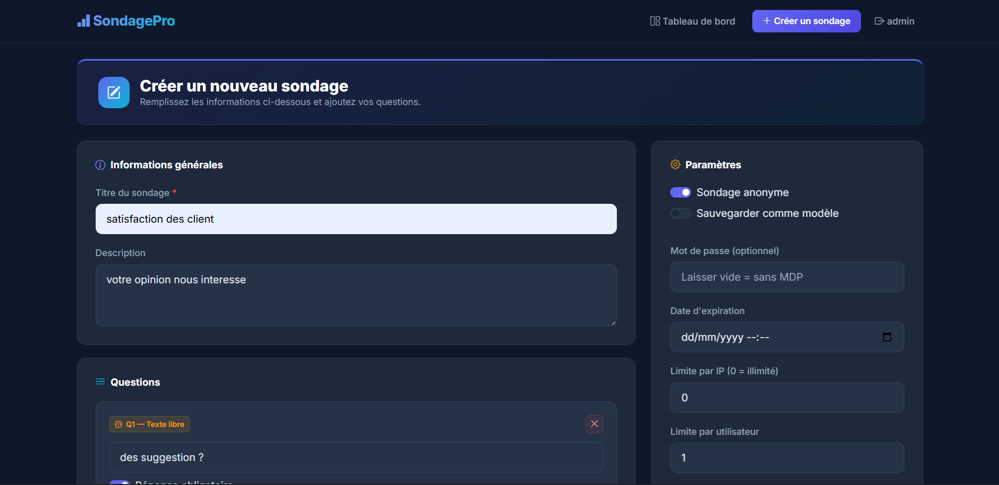 SondagePro
Tableau de bord
+ Créer un sondage
admin
Créer un nouveau sondage
Remplissez les informations ci-dessous et ajoutez vos questions.
Informations générales
Titre du sondage *
satisfaction des client
Description
votre opinion nous interesse
Questions
Q1 — Texte libre
des suggestion ?
Réponse obligatoire
Paramètres
Sondage anonyme
Sauvegarder comme modèle
Mot de passe (optionnel)
Laisser vide = sans MDP
Date d'expiration
dd/mm/yyyy --:--
Limite par IP (0 = illimité)
0
Limite par utilisateur
1